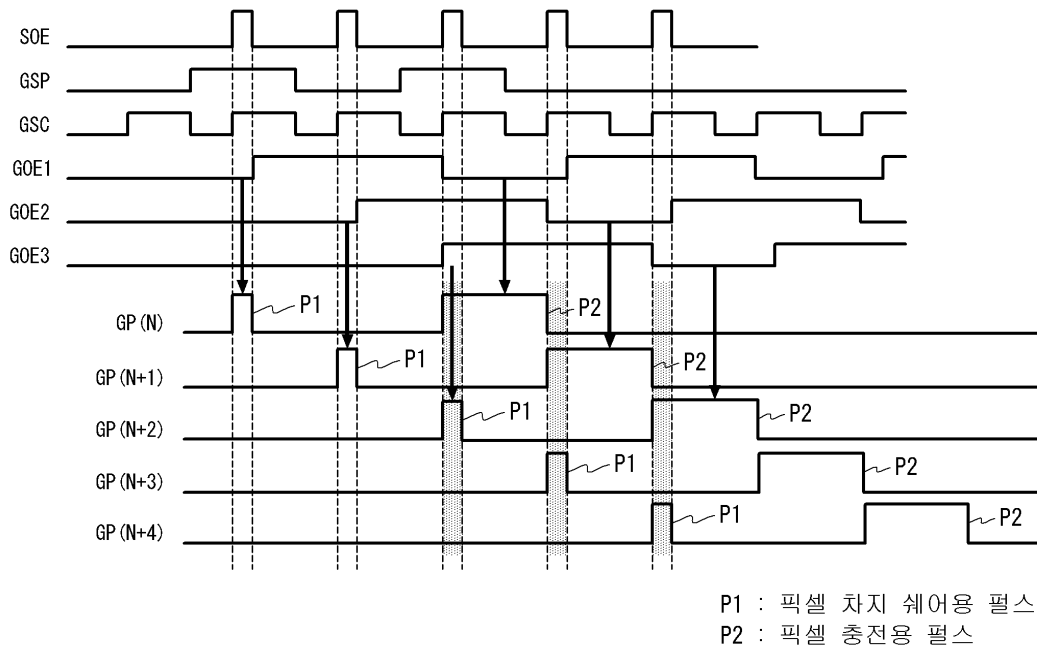 SOE
GSP
GSC
GOE1
GOE2
GOE3
P1
P2
GP(N)
P1
P2
GP(N+1)
P1
P2
GP(N+2)
P1
P2
GP(N+3)
P1
P2
GP(N+4)
P1 : 픽셀 차지 쉐어용 펄스
P2 : 픽셀 충전용 펄스